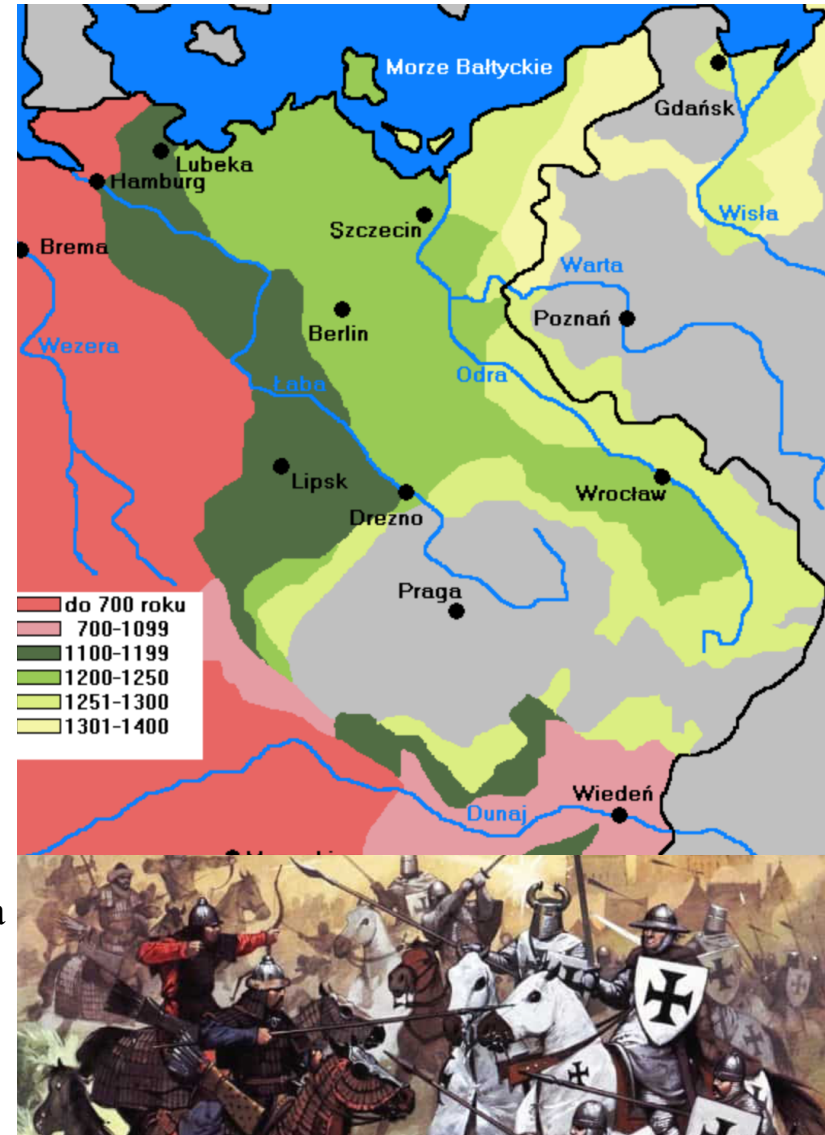 Morze Bałtyckie
Gdańsk
Lubeka
Hamburg
Wisła
Szczecin
Brema
Warta
Berlin
Poznań
Wezera
Odra
Łaba
Lipsk
Wrocław
Drezno
Praga
do 700 roku
700-1099
1100-1199
1200-1250
1251-1300
1301-1400
Wiedeń
Dunaj
a